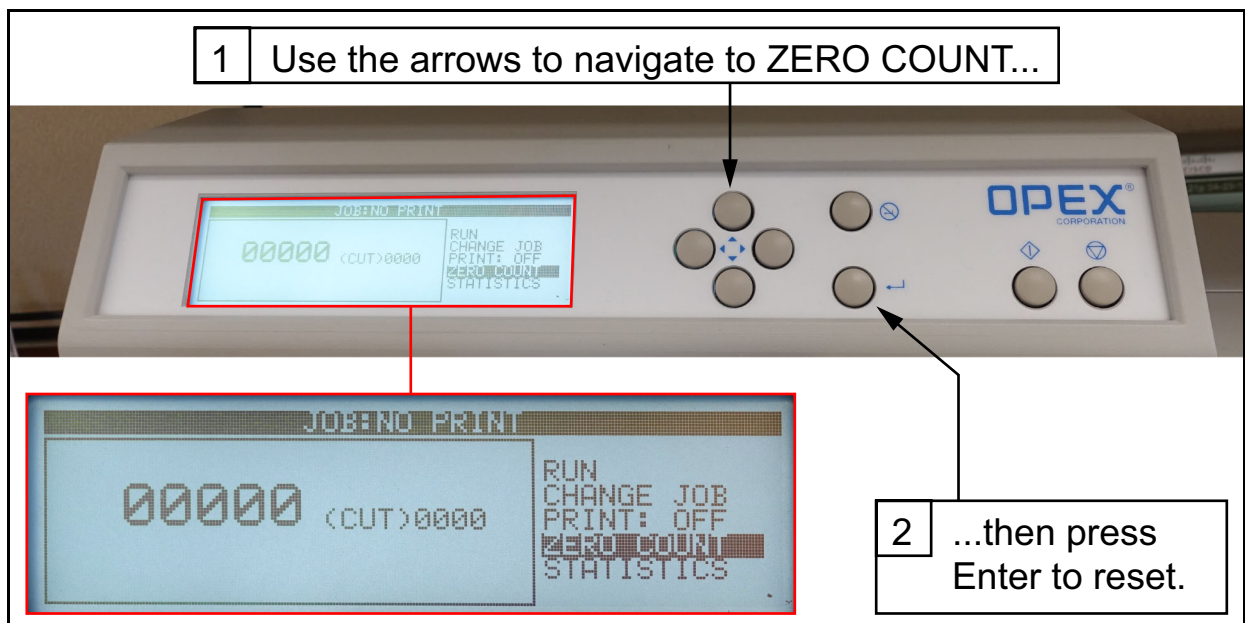 1 Use the arrows to navigate to ZERO COUNT...
JOB:NO PRINT
00000 (CUT)0000
RUN
CHANGE JOB
PRINT: OFF
ZERO COUNT
STATISTICS
OPEX®
CORPORATION
JOB:NO PRINT
00000 (CUT)0000
RUN
CHANGE JOB
PRINT: OFF
ZERO COUNT
STATISTICS
2 ...then press
Enter to reset.